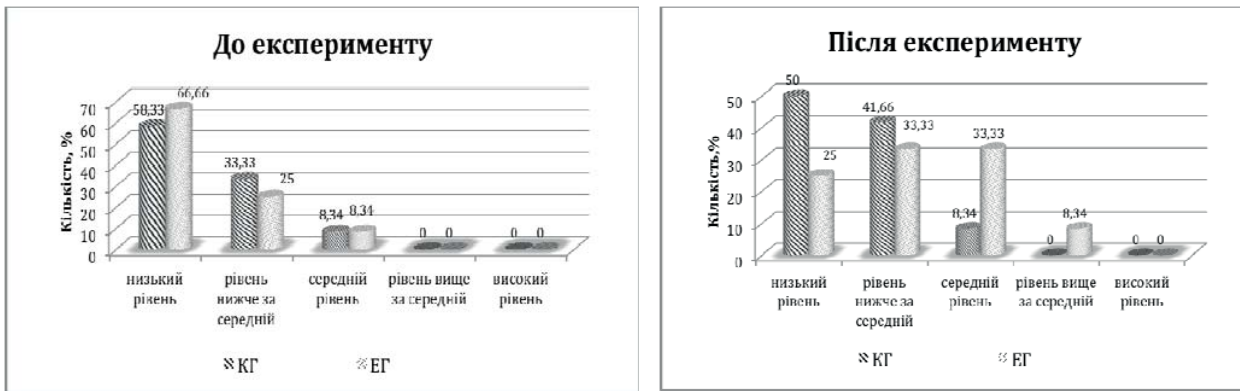 До експерименту
Кількість, %
70
60
50
40
30
20
10
0
58,33
66,66
33,33
25
8,34
8,34
0
0
0
0
низький
рівень
рівень
нижче за
середній
середній
рівень
рівень вище
за середній
високий
рівень
КГ
ЕГ
Після експерименту
Кількість,%
50
40
30
20
10
0
50
25
41,66
33,33
8,34
33,33
0
8,34
0
0
низький
рівень
рівень
нижче за
середній
середній
рівень
рівень вище
за середній
високий
рівень
КГ
ЕГ